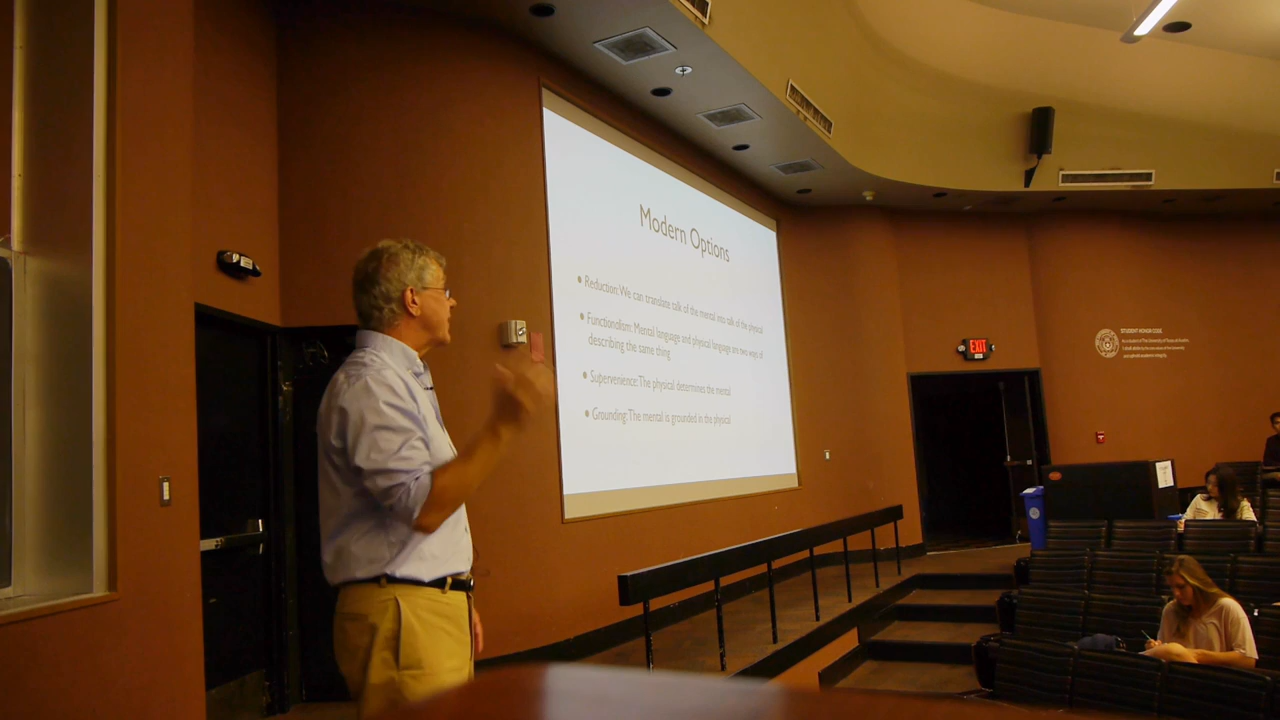 Modern Options
• Reduction: We can translate talk of the mental into talk of the physical
• Functionalism: Mental language and physical language are two ways of
describing the same thing
• Supervenience: The physical determines the mental
• Grounding: The mental is grounded in the physical
EXIT
STUDENT HONOR CODE